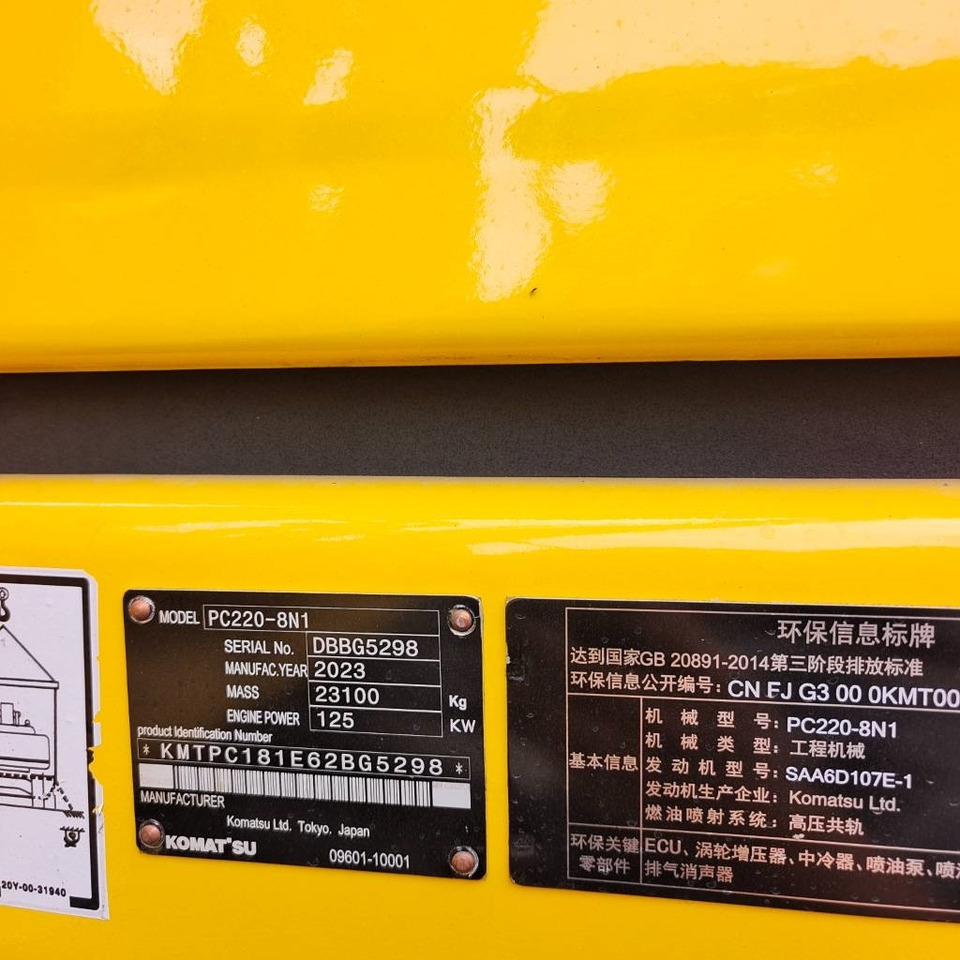 MODEL PC220-8N1
SERIAL No. DBBG5298
MANUFAC.YEAR 2023
MASS 23100 Kg
ENGINE POWER 125 KW
product Identification Number
* KMTPC181E62BG5298 *
MANUFACTURER
Komatsu Ltd. Tokyo. Japan
KOMATSU 09601-10001
20Y-00-31940
环保信息标牌
达到国家GB 20891-2014第三阶段排放标准
环保信息公开编号: CN FJ G3 00 0KMT00
基本信息
机械型号: PC220-8N1
机械类型: 工程机械
发动机型号: SAA6D107E-1
发动机生产企业: Komatsu Ltd.
燃油喷射系统: 高压共轨
环保关键零部件
ECU、涡轮增压器、中冷器、喷油泵、喷
排气消声器